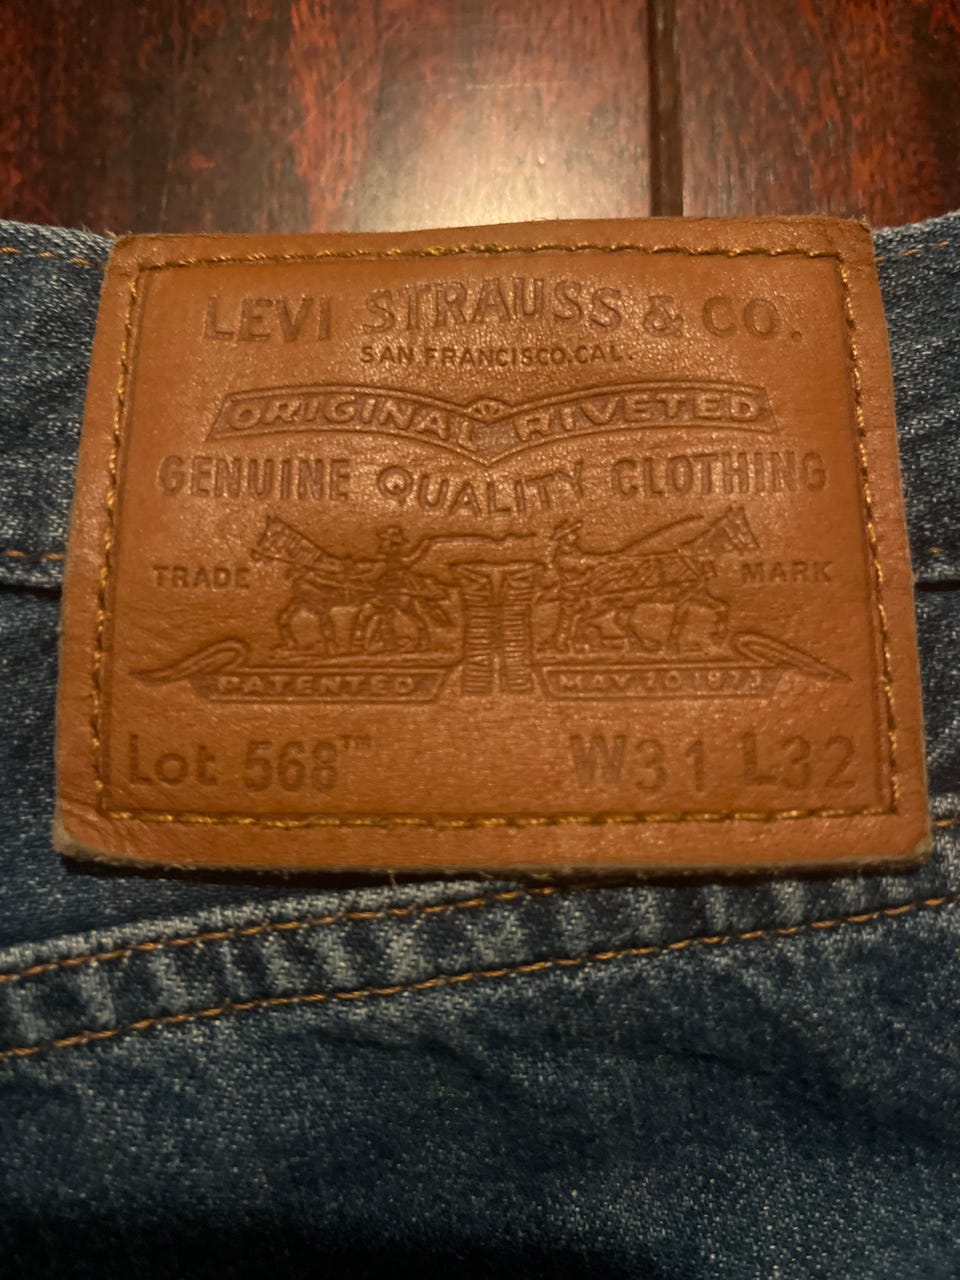 LEVI STRAUSS & CO.
SAN FRANCISCO, CAL.
ORIGINAL RIVETED
GENUINE QUALITY CLOTHING
TRADE MARK
PATENTED MAY 20 1873
Lot 568™ W31 L32